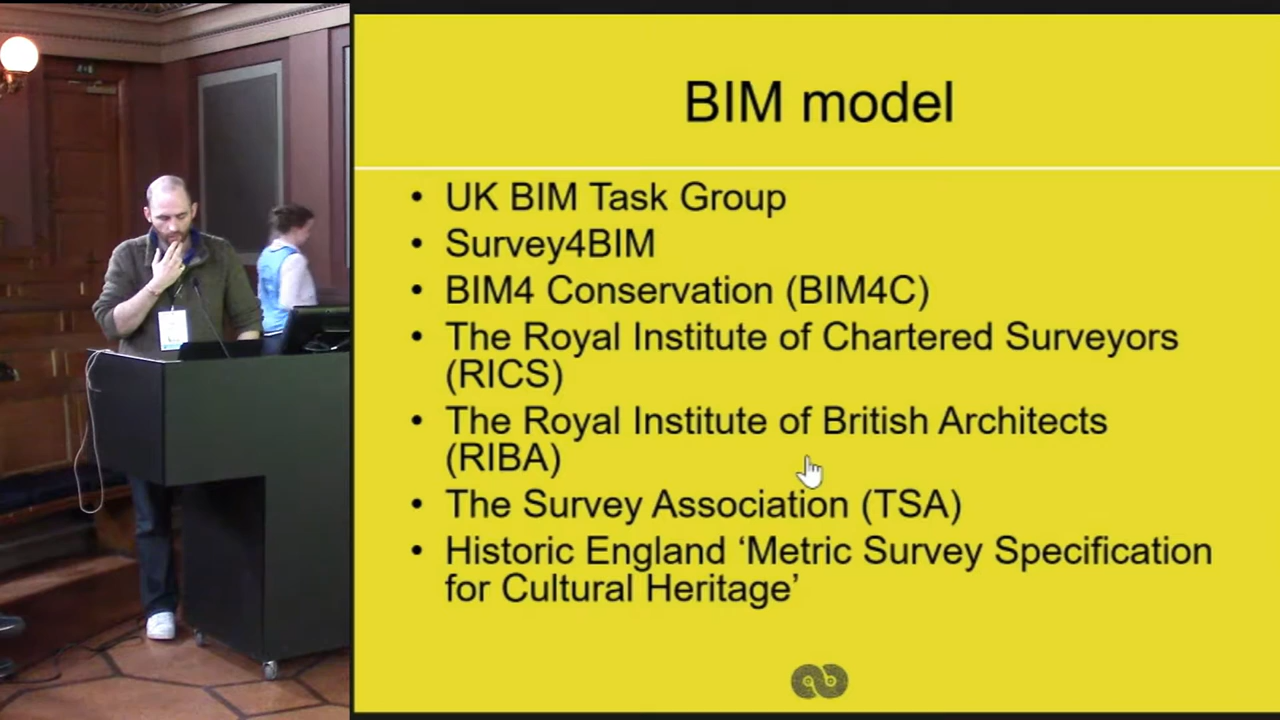 BIM model
• UK BIM Task Group
• Survey4BIM
• BIM4 Conservation (BIM4C)
• The Royal Institute of Chartered Surveyors
(RICS)
• The Royal Institute of British Architects
(RIBA)
• The Survey Association (TSA)
• Historic England ‘Metric Survey Specification
for Cultural Heritage’